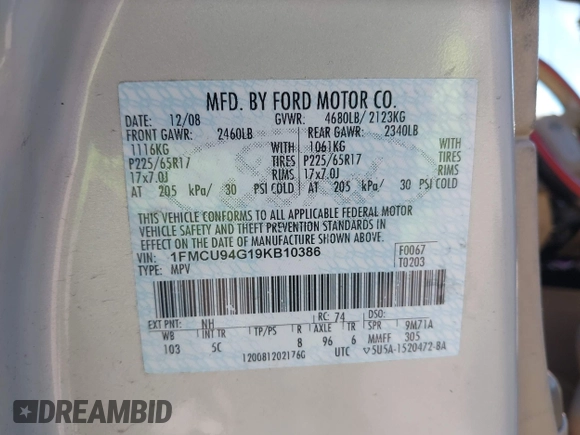 MFD. BY FORD MOTOR CO.
DATE: 12/08 GVWR: 4680LB/ 2123KG
FRONT GAWR: 2460LB REAR GAWR: 2340LB
1116KG WITH 1061KG WITH
P225/65R17 TIRES P225/65R17 TIRES
17x7.0J RIMS 17x7.0J RIMS
AT 205 kPa/ 30 PSI COLD AT 205 kPa/ 30 PSI COLD
THIS VEHICLE CONFORMS TO ALL APPLICABLE FEDERAL MOTOR
VEHICLE SAFETY AND THEFT PREVENTION STANDARDS IN
EFFECT ON THE DATE OF MANUFACTURE SHOWN ABOVE.
VIN: 1FMCU94G19KB10386 F0067
TYPE: MPV T0203
EXT PNT: NH RC: 74 DSO:
WB INT TR TP/PS R AXLE TR SPR 9M71A
103 5C 8 96 6 MMFF 305
120081202176G UTC ▽5U5A-1520472-BA
DREAMBID